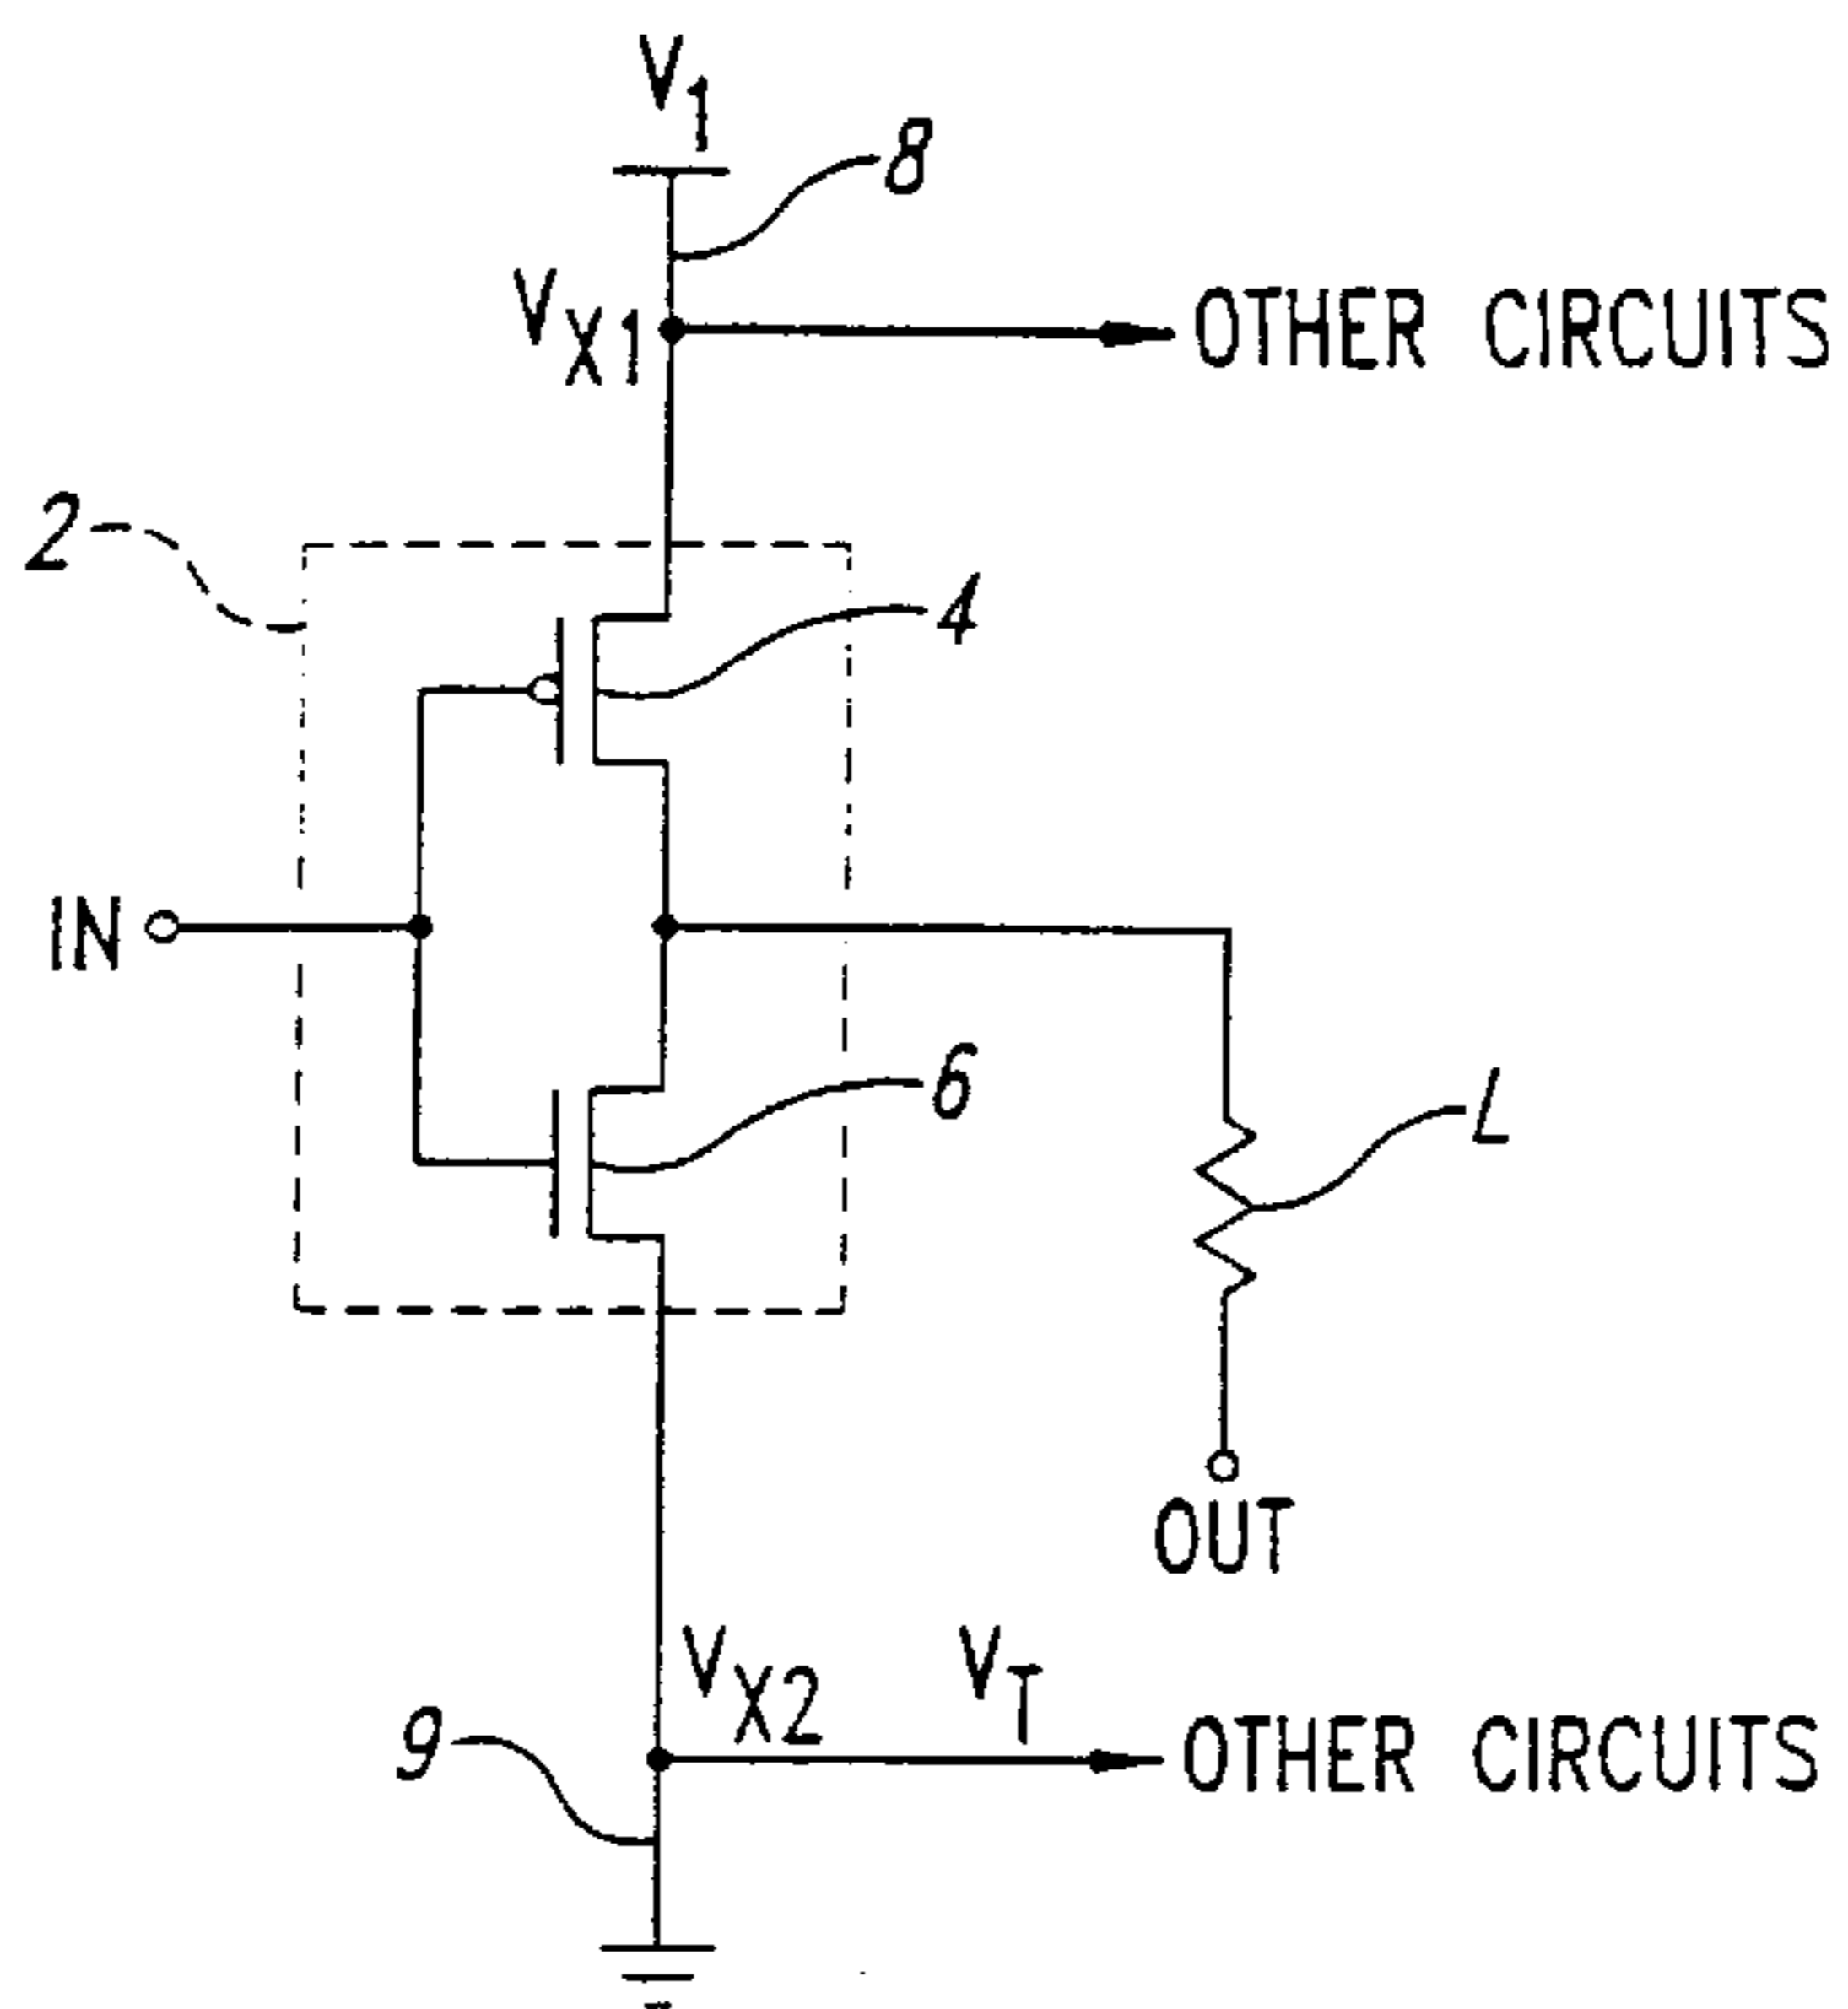 V1
8
VX1
OTHER CIRCUITS
2
4
IN
6
L
OUT
VX2
VT
9
OTHER CIRCUITS